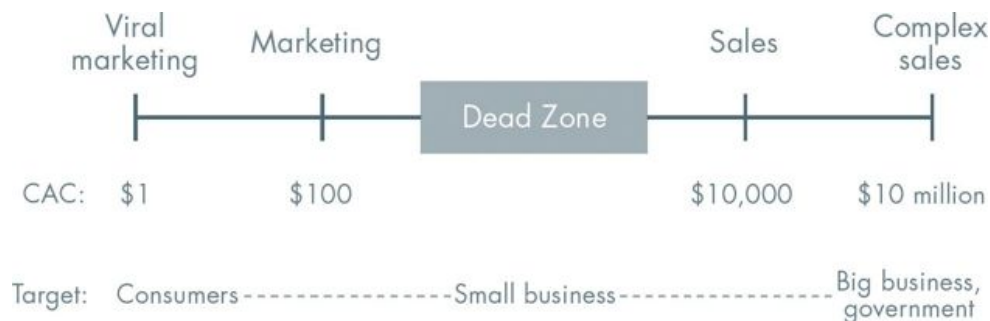 Viral
marketing
Marketing
Sales
Complex
sales
Dead Zone
CAC: $1 $100 $10,000 $10 million
Target: Consumers Small business Big business,
government